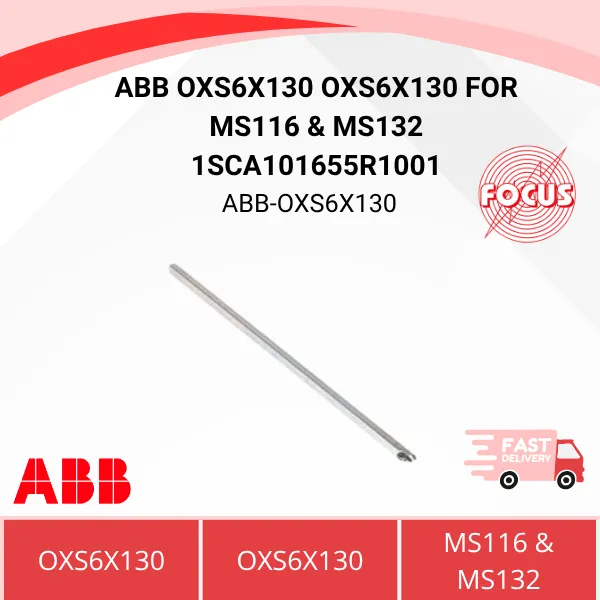 ABB OXS6X130 OXS6X130 FOR
MS116 & MS132
1SCA101655R1001
ABB-OXS6X130
FOCUS
FAST
DELIVERY
ABB
OXS6X130
OXS6X130
MS116 &
MS132